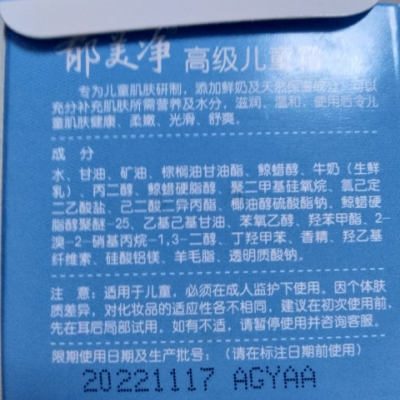 郁美净 高级儿童霜
专为儿童肌肤研制，添加鲜奶及天然保湿
充分补充肌肤所需营养及水分，滋润、温和，使用后令儿
童肌肤健康、柔嫩、光滑、舒爽。
成 分
水、甘油、矿油、棕榈油甘油酯、鲸蜡醇、牛奶（生鲜
乳）、丙二醇、鲸蜡硬脂醇、聚二甲基硅氧烷、氯己定
二乙酸盐、己二酸二异丙酯、椰油醇硫酸酯钠、鲸蜡硬
脂醇聚醚-25、乙基己基甘油、苯氧乙醇、羟苯甲酯、2-
溴-2-硝基丙烷-1,3-二醇、丁羟甲苯、香精、羟乙基
纤维素、硅酸铝镁、羊毛脂、透明质酸钠。
注 意：适用于儿童，必须在成人监护下使用，因个体肤
质差异，对化妆品的适应性各不相同，建议在初次使用前，
先在耳后局部试用，如有不适，请暂停使用并咨询客服。
限期使用日期及生产批号：（请在标注日期前使用）
20221117 AGYAA